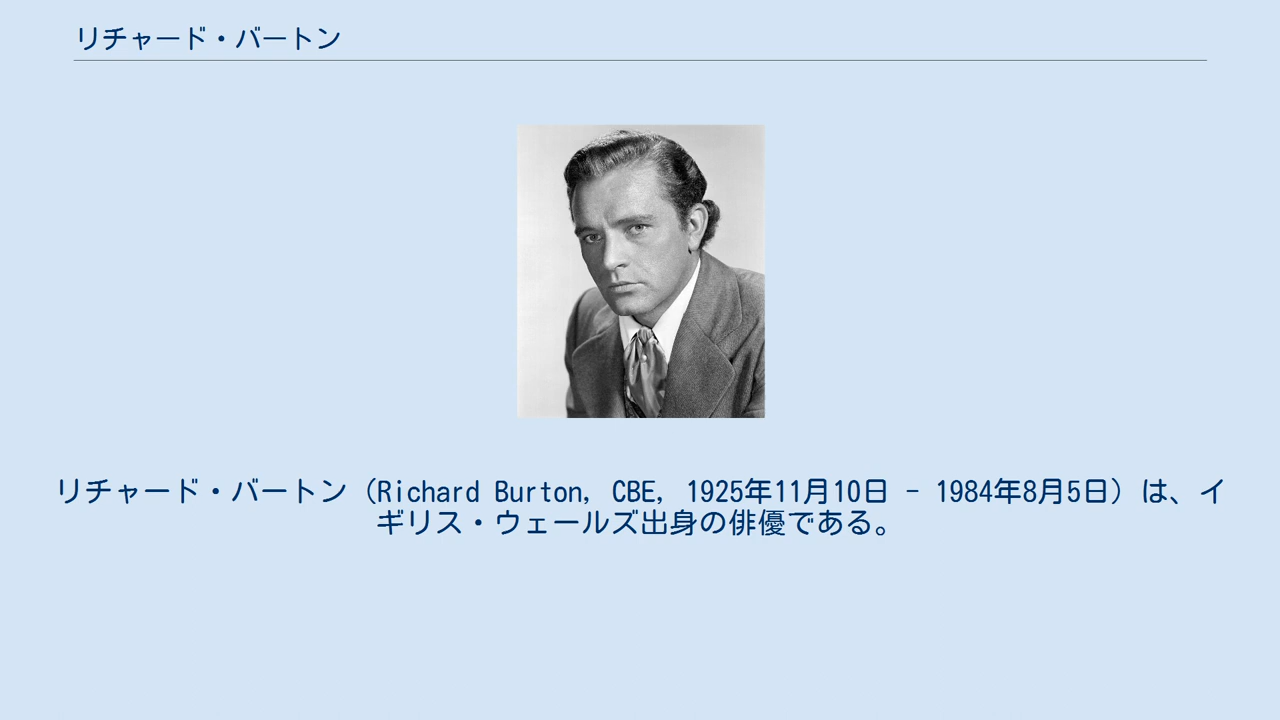 リチャード・バートン
リチャード・バートン（Richard Burton, CBE, 1925年11月10日 - 1984年8月5日）は、イ
ギリス・ウェールズ出身の俳優である。